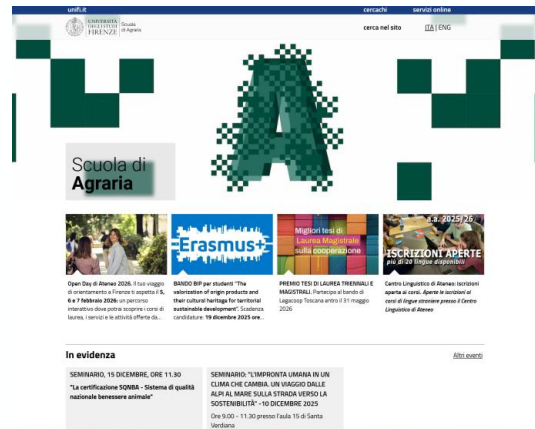 unifi.it
cercachi
servizi online
UNIVERSITÀ
DEGLI STUDI
FIRENZE
Scuola
di Agraria
cerca nel sito
ITA | ENG
Scuola di
Agraria
Erasmus+
Migliori tesi di
Laurea Magistrale
sulla cooperazione
a.a. 2025/26
ISCRIZIONI APERTE
più di 20 lingue disponibili
Open Day di Ateneo 2026. Il tuo viaggio
di orientamento a Firenze ti aspetta il 5,
6 e 7 febbraio 2026: un percorso
interattivo dove potrai scoprire i corsi di
laurea, i servizi e le attività offerte da...
BANDO BIP per studenti "The
valorization of origin products and
their cultural heritage for territorial
sustainable development". Scadenza
candidature: 19 dicembre 2025 ore...
PREMIO TESI DI LAUREA TRIENNALI E
MAGISTRALI. Partecipa al bando di
Legacoop Toscana entro il 31 maggio
2026
Centro Linguistico di Ateneo: iscrizioni
aperte ai corsi. Aperte le iscrizioni ai
corsi di lingue straniere presso il Centro
Linguistico di Ateneo
In evidenza
Altri eventi
SEMINARIO, 15 DICEMBRE, ORE 11.30
"La certificazione SQNBA - Sistema di qualità
nazionale benessere animale"
SEMINARIO: "L'IMPRONTA UMANA IN UN
CLIMA CHE CAMBIA. UN VIAGGIO DALLE
ALPI AL MARE SULLA STRADA VERSO LA
SOSTENIBILITÀ" -10 DICEMBRE 2025
Ore 9.00 - 11.30 presso l'aula 15 di Santa
Verdiana